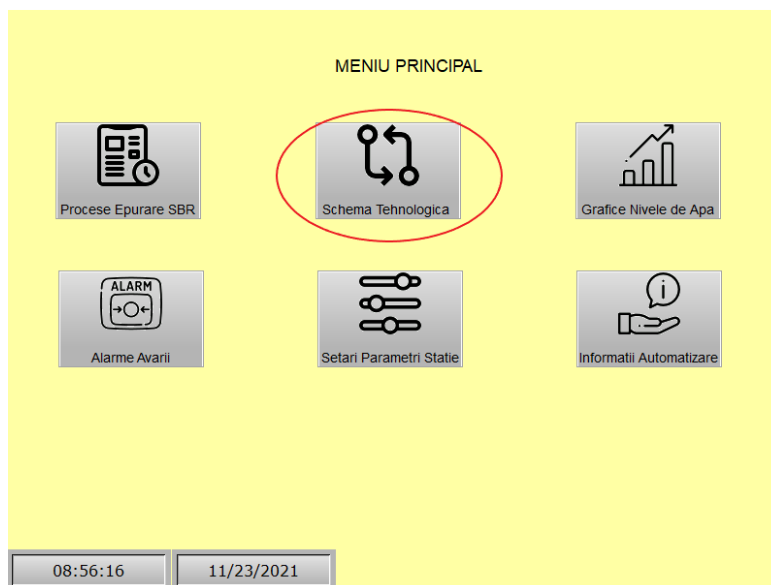 MENIU PRINCIPAL
Procese Epurare SBR
Schema Tehnologica
Grafice Nivele de Apa
ALARM
Alarme Avarii
Setari Parametri Statie
i
Informatii Automatizare
08:56:16
11/23/2021